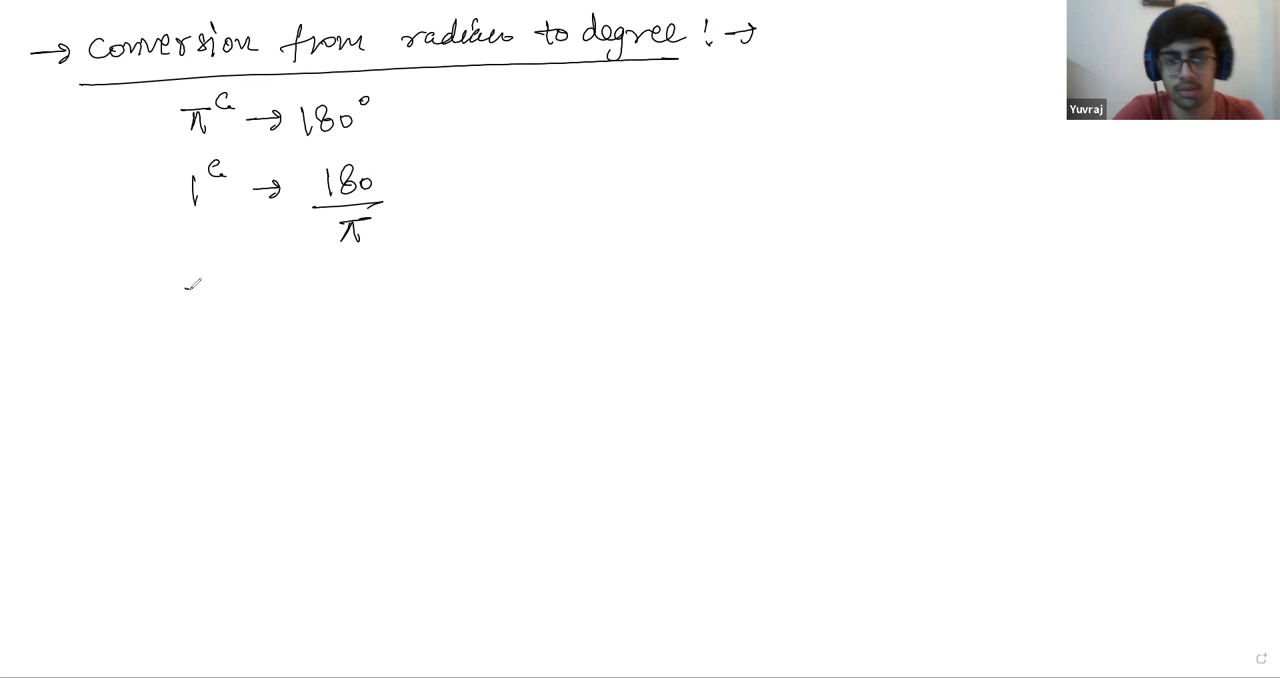 → conversion from radian to degree :→
π^c → 180°
1^c → 180/π
Yuvraj